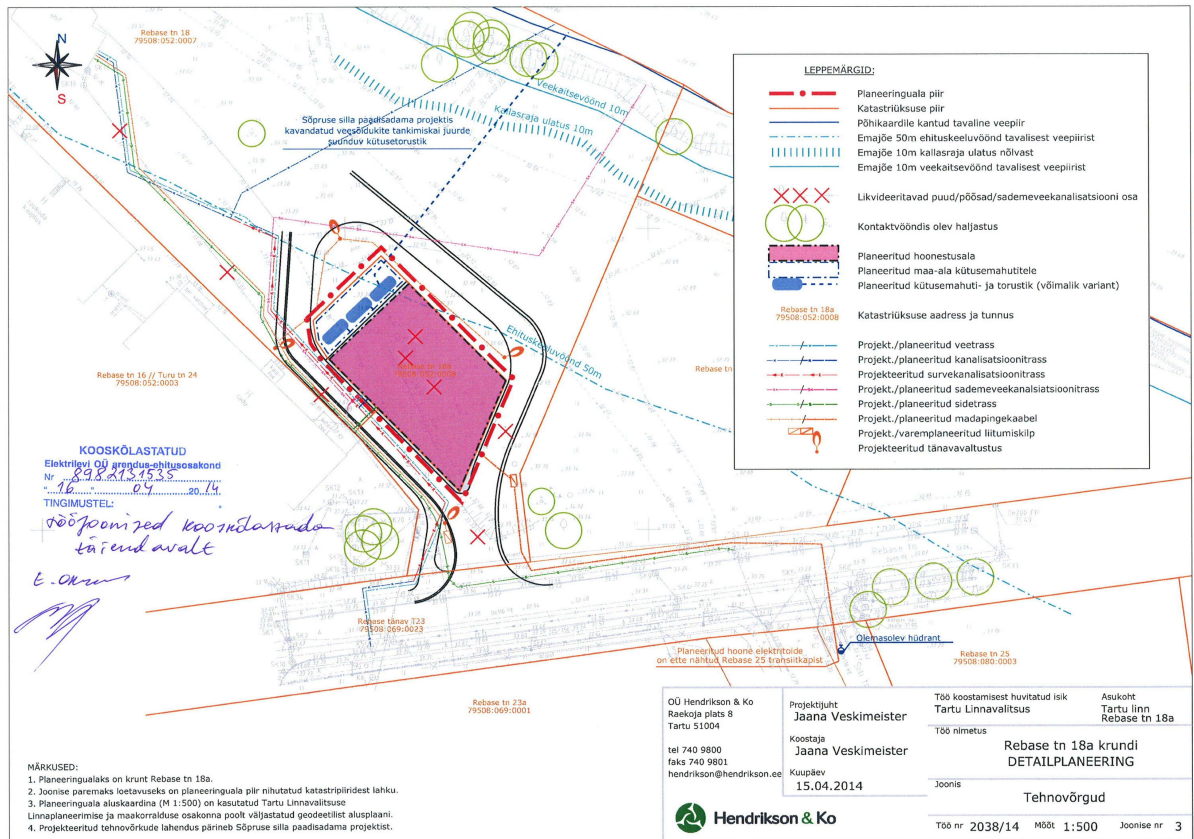 N
S
Rebase tn 18
79508:052:0007
Veekaitsevöönd 10m
Kallasraja ulatus 10m
Sõpruse silla paadisadama projektis
kavandatud veesõidukite tankimiskai juurde
suunduv kütusetorustik
Ehituskeeluvöönd 50m
Rebase tn 16 // Turu tn 24
79508:052:0003
Rebase tn
KOOSKÕLASTATUD
Elektrilevi OÜ arendus-ehitusosakond
Nr 8982131535
"16" 04 2014
TINGIMUSTEL:
tööjoonised kooskõlastada
täiendavalt
Rebase tänav T23
79508:069:0023
Planeeritud hoone elektritoide
on ette nähtud Rebase 25 transiitkapist
Olemasolev hüdrant
Rebase tn 25
79508:080:0003
Rebase tn 23a
79508:069:0001
LEPPEMÄRGID:
Planeeringuala piir
Katastriüksuse piir
Põhikaardile kantud tavaline veepiir
Emajõe 50m ehituskeeluvöönd tavalisest veepiirist
Emajõe 10m kallasraja ulatus nõlvast
Emajõe 10m veekaitsevöönd tavalisest veepiirist
Likvideeritavad puud/põõsad/sademeveekanalisatsiooni osa
Kontaktvööndis olev haljastus
Planeeritud hoonestusala
Planeeritud maa-ala kütusemahutitele
Planeeritud kütusemahuti- ja torustik (võimalik variant)
Rebase tn 18a
79508:052:0008
Katastriüksuse aadress ja tunnus
Projekt./planeeritud veetrass
Projekt./planeeritud kanalisatsioonitrass
Projekteeritud survekanalisatsioonitrass
Projekt./planeeritud sademeveekanalsiatsioonitrass
Projekt./planeeritud sidetrass
Projekt./planeeritud madapingekaabel
Projekt./varemplaneeritud liitumiskilp
Projekteeritud tänavavaltustus
MÄRKUSED:
1. Planeeringualaks on krunt Rebase tn 18a.
2. Joonise paremaks loetavuseks on planeeringuala piir nihutatud katastripiiridest lahku.
3. Planeeringuala aluskaardina (M 1:500) on kasutatud Tartu Linnavalitsuse
Linnaplaneerimise ja maakorralduse osakonna poolt väljastatud geodeetilist alusplaani.
4. Projekteeritud tehnovõrkude lahendus pärineb Sõpruse silla paadisadama projektist.
OÜ Hendrikson & Ko
Raekoja plats 8
Tartu 51004
tel 740 9800
faks 740 9801
hendrikson@hendrikson.ee
Hendrikson & Ko
Projektijuht
Jaana Veskimeister
Koostaja
Jaana Veskimeister
Kuupäev
15.04.2014
Töö koostamisest huvitatud isik
Tartu Linnavalitsus
Asukoht
Tartu linn
Rebase tn 18a
Töö nimetus
Rebase tn 18a krundi
DETAILPLANEERING
Joonis
Tehnovõrgud
Töö nr 2038/14 Mõõt 1:500 Joonise nr 3